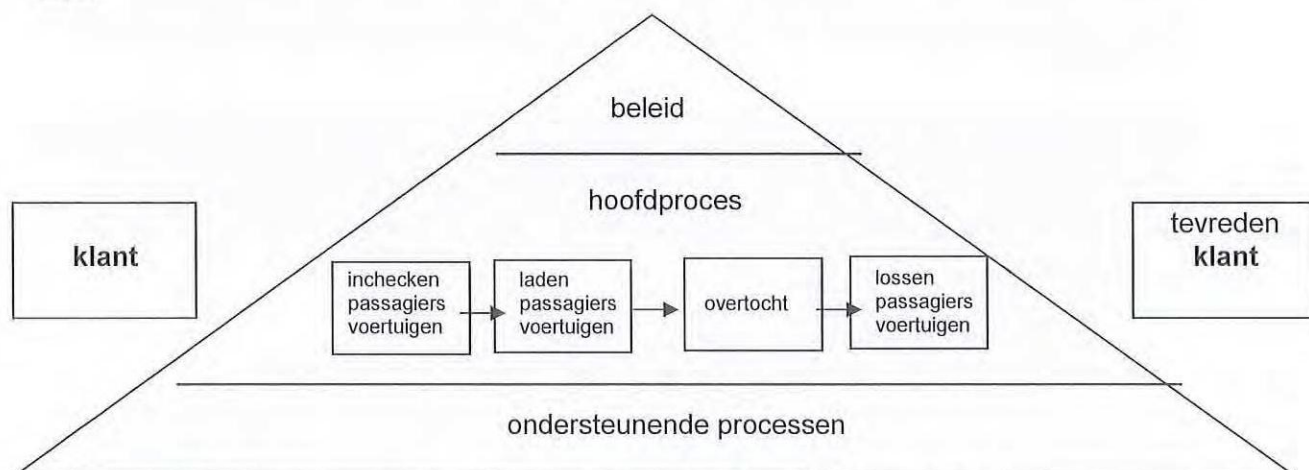 beleid
hoofdproces
klant
inchecken
passagiers
voertuigen
laden
passagiers
voertuigen
overtocht
lossen
passagiers
voertuigen
tevreden
klant
ondersteunende processen